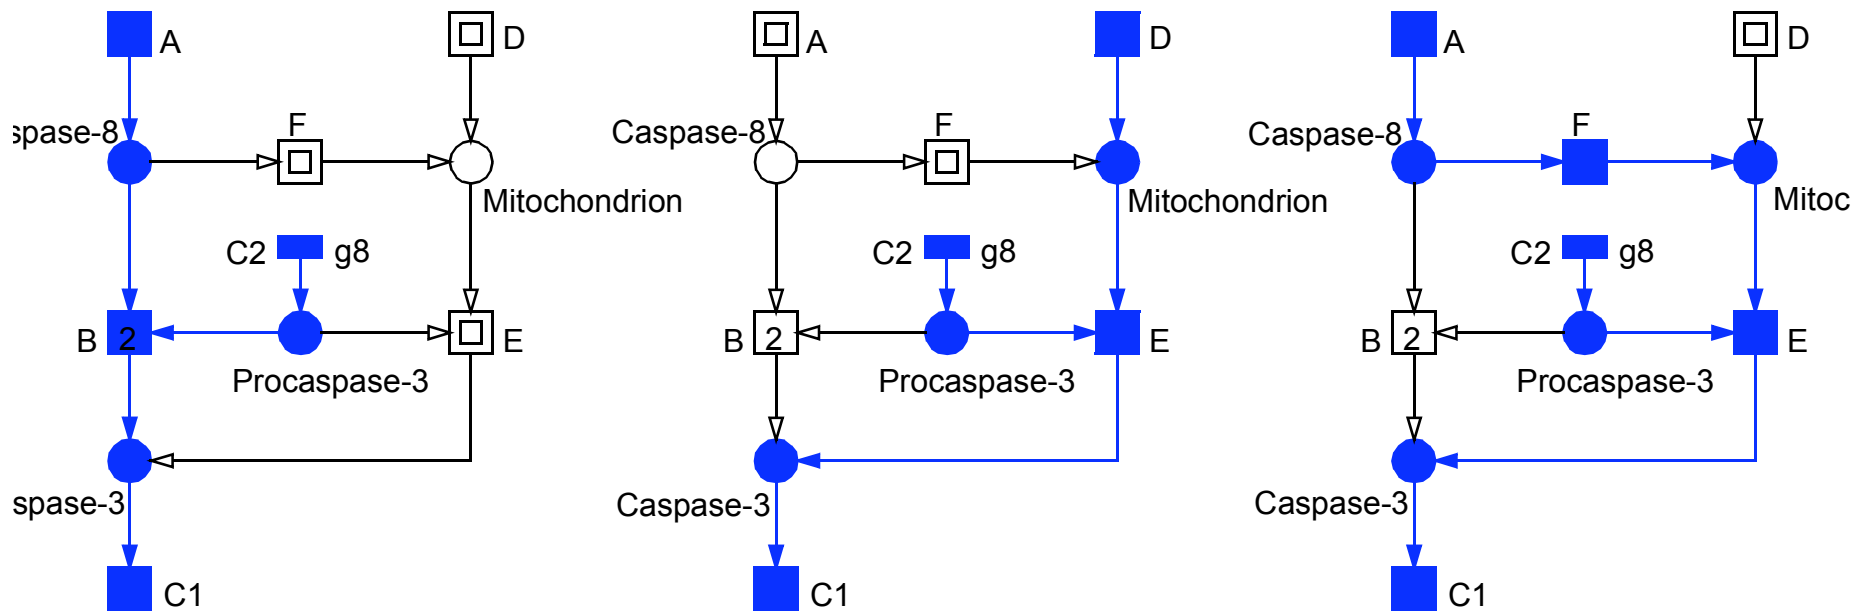 A
D
A
D
A
D
spase-8
F
Caspase-8
F
Caspase-8
F
Mitochondrion
Mitochondrion
Mitoc
C2
g8
C2
g8
C2
g8
B
2
E
B
2
E
B
2
E
Procaspase-3
Procaspase-3
Procaspase-3
spase-3
Caspase-3
Caspase-3
C1
C1
C1